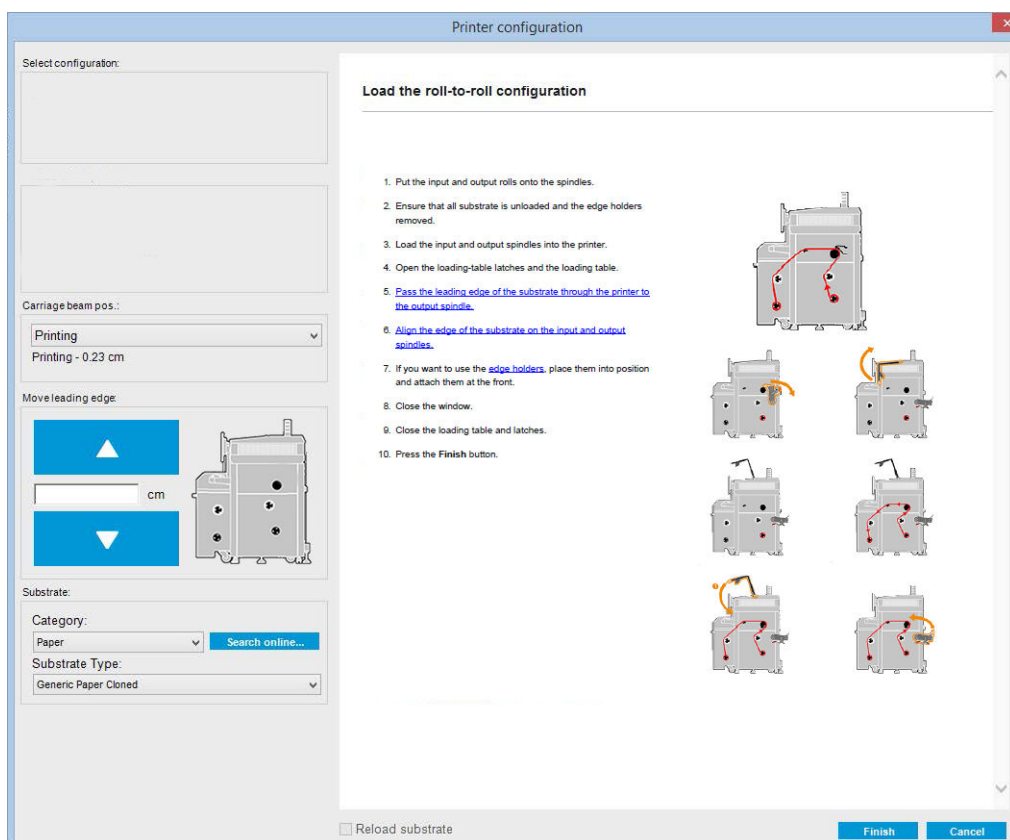 Printer configuration
Select configuration:
Carriage beam pos.:
Printing
Printing - 0.23 cm
Move leading edge:
cm
Substrate:
Category:
Paper
Search online...
Substrate Type:
Generic Paper Cloned
Load the roll-to-roll configuration
1. Put the input and output rolls onto the spindles.
2. Ensure that all substrate is unloaded and the edge holders
removed.
3. Load the input and output spindles into the printer.
4. Open the loading-table latches and the loading table.
5. Pass the leading edge of the substrate through the printer to
the output spindle.
6. Align the edge of the substrate on the input and output
spindles.
7. If you want to use the edge holders, place them into position
and attach them at the front.
8. Close the window.
9. Close the loading table and latches.
10. Press the Finish button.
Reload substrate
Finish
Cancel